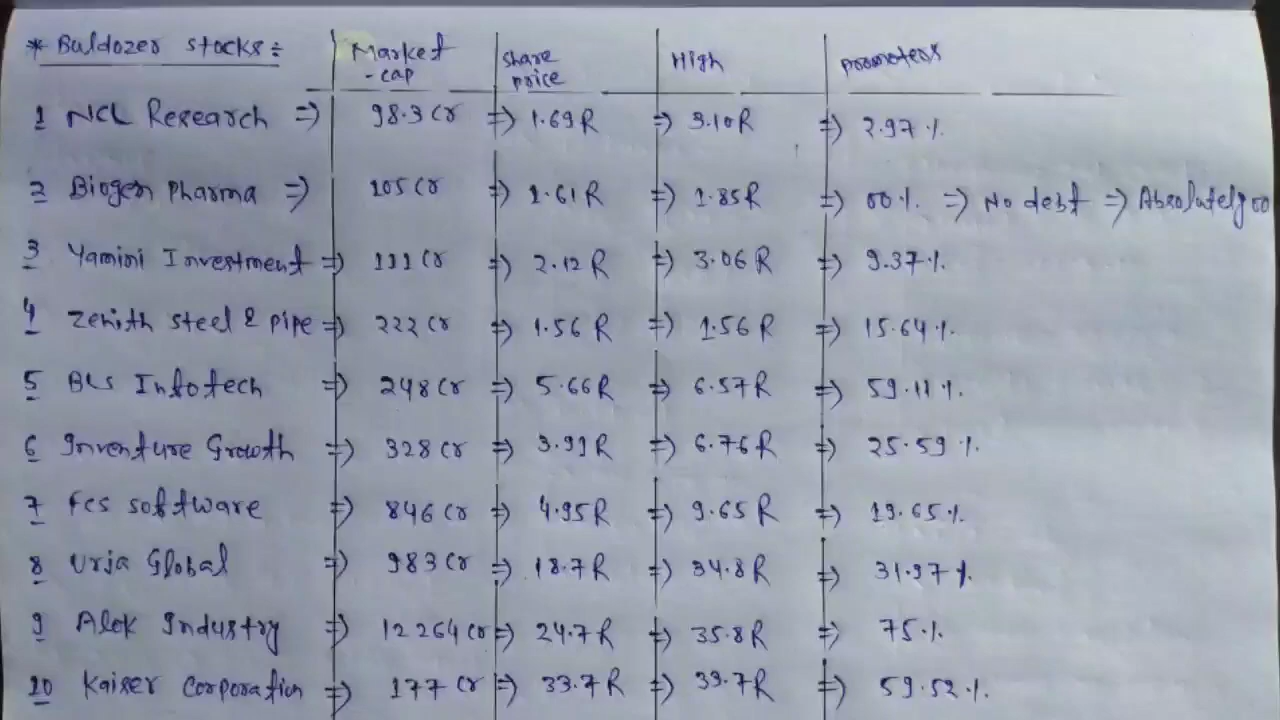 * Buldozer stocks :- Market-cap share price High promoters
1 NCL Research => 98.3 cr => 1.69 R => 3.10 R => 2.97 %
2 Biogen pharma => 105 cr => 1.61 R => 1.85 R => 00 % => No debt => Absolutelgoo
3 Yamini Investment => 111 cr => 2.12 R => 3.06 R => 9.37 %
4 Zenith steel & pipe => 222 cr => 1.56 R => 1.56 R => 15.64 %
5 BLS Infotech => 248 cr => 5.66 R => 6.57 R => 59.11 %
6 Inventure Growth => 328 cr => 3.91 R => 6.76 R => 25.59 %
7 Fcs software => 846 cr => 4.95 R => 9.65 R => 19.65 %
8 Urja Global => 983 cr => 18.7 R => 34.8 R => 31.97 %
9 Alok Industry => 12264 cr => 24.7 R => 35.8 R => 75 %
10 Kaiser Corporation => 177 cr => 33.7 R => 33.7 R => 59.52 %